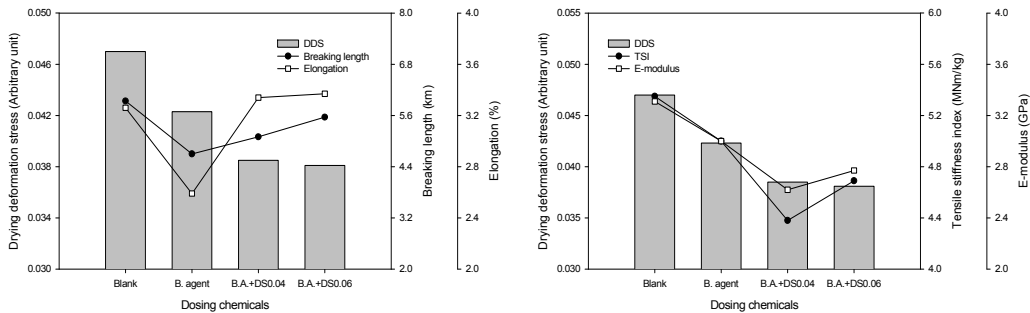 0.050
0.046
0.042
0.038
0.034
0.030
Drying deformation stress (Arbitrary unit)
DDS
Breaking length
Elongation
8.0
6.8
5.6
4.4
3.2
2.0
Breaking length (km)
4.0
3.6
3.2
2.8
2.4
2.0
Elongation (%)
Blank
B. agent
B.A.+DS0.04
B.A.+DS0.06
Dosing chemicals
0.055
0.050
0.045
0.040
0.035
0.030
Drying deformation stress (Arbitrary unit)
DDS
TSI
E-modulus
6.0
5.6
5.2
4.8
4.4
4.0
Tensile stiffness index (MNm/kg)
4.0
3.6
3.2
2.8
2.4
2.0
E-modulus (GPa)
Blank
B. agent
B.A.+DS0.04
B.A.+DS0.06
Dosing chemicals